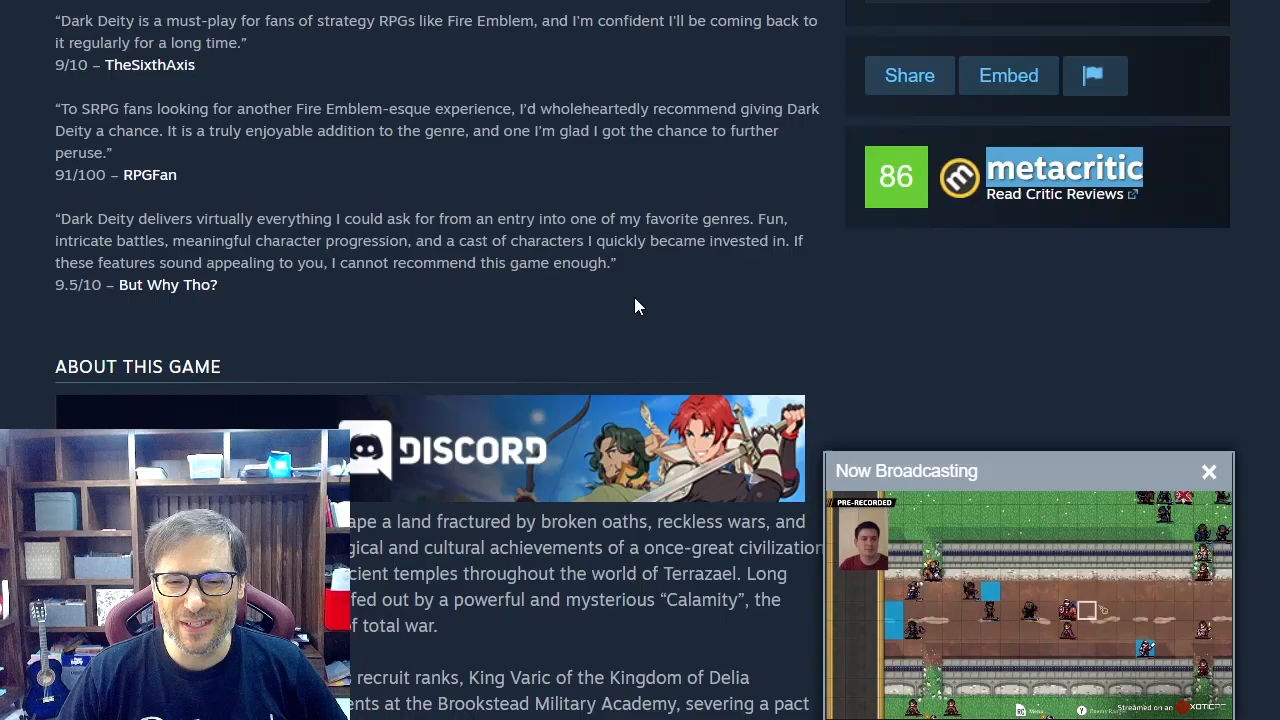 “Dark Deity is a must-play for fans of strategy RPGs like Fire Emblem, and I'm confident I'll be coming back to
it regularly for a long time.”
9/10 – TheSixthAxis
“To SRPG fans looking for another Fire Emblem-esque experience, I’d wholeheartedly recommend giving Dark
Deity a chance. It is a truly enjoyable addition to the genre, and one I’m glad I got the chance to further
peruse.”
91/100 – RPGFan
“Dark Deity delivers virtually everything I could ask for from an entry into one of my favorite genres. Fun,
intricate battles, meaningful character progression, and a cast of characters I quickly became invested in. If
these features sound appealing to you, I cannot recommend this game enough.”
9.5/10 – But Why Tho?
ABOUT THIS GAME
DISCORD
ape a land fractured by broken oaths, reckless wars, and
gical and cultural achievements of a once-great civilization
cient temples throughout the world of Terrazael. Long
fed out by a powerful and mysterious “Calamity”, the
f total war.
recruit ranks, King Varic of the Kingdom of Delia
ents at the Brookstead Military Academy, severing a pact
Share
Embed
86
metacritic
Read Critic Reviews
Now Broadcasting
PRE-RECORDED
Streamed on an
XOTIC PC